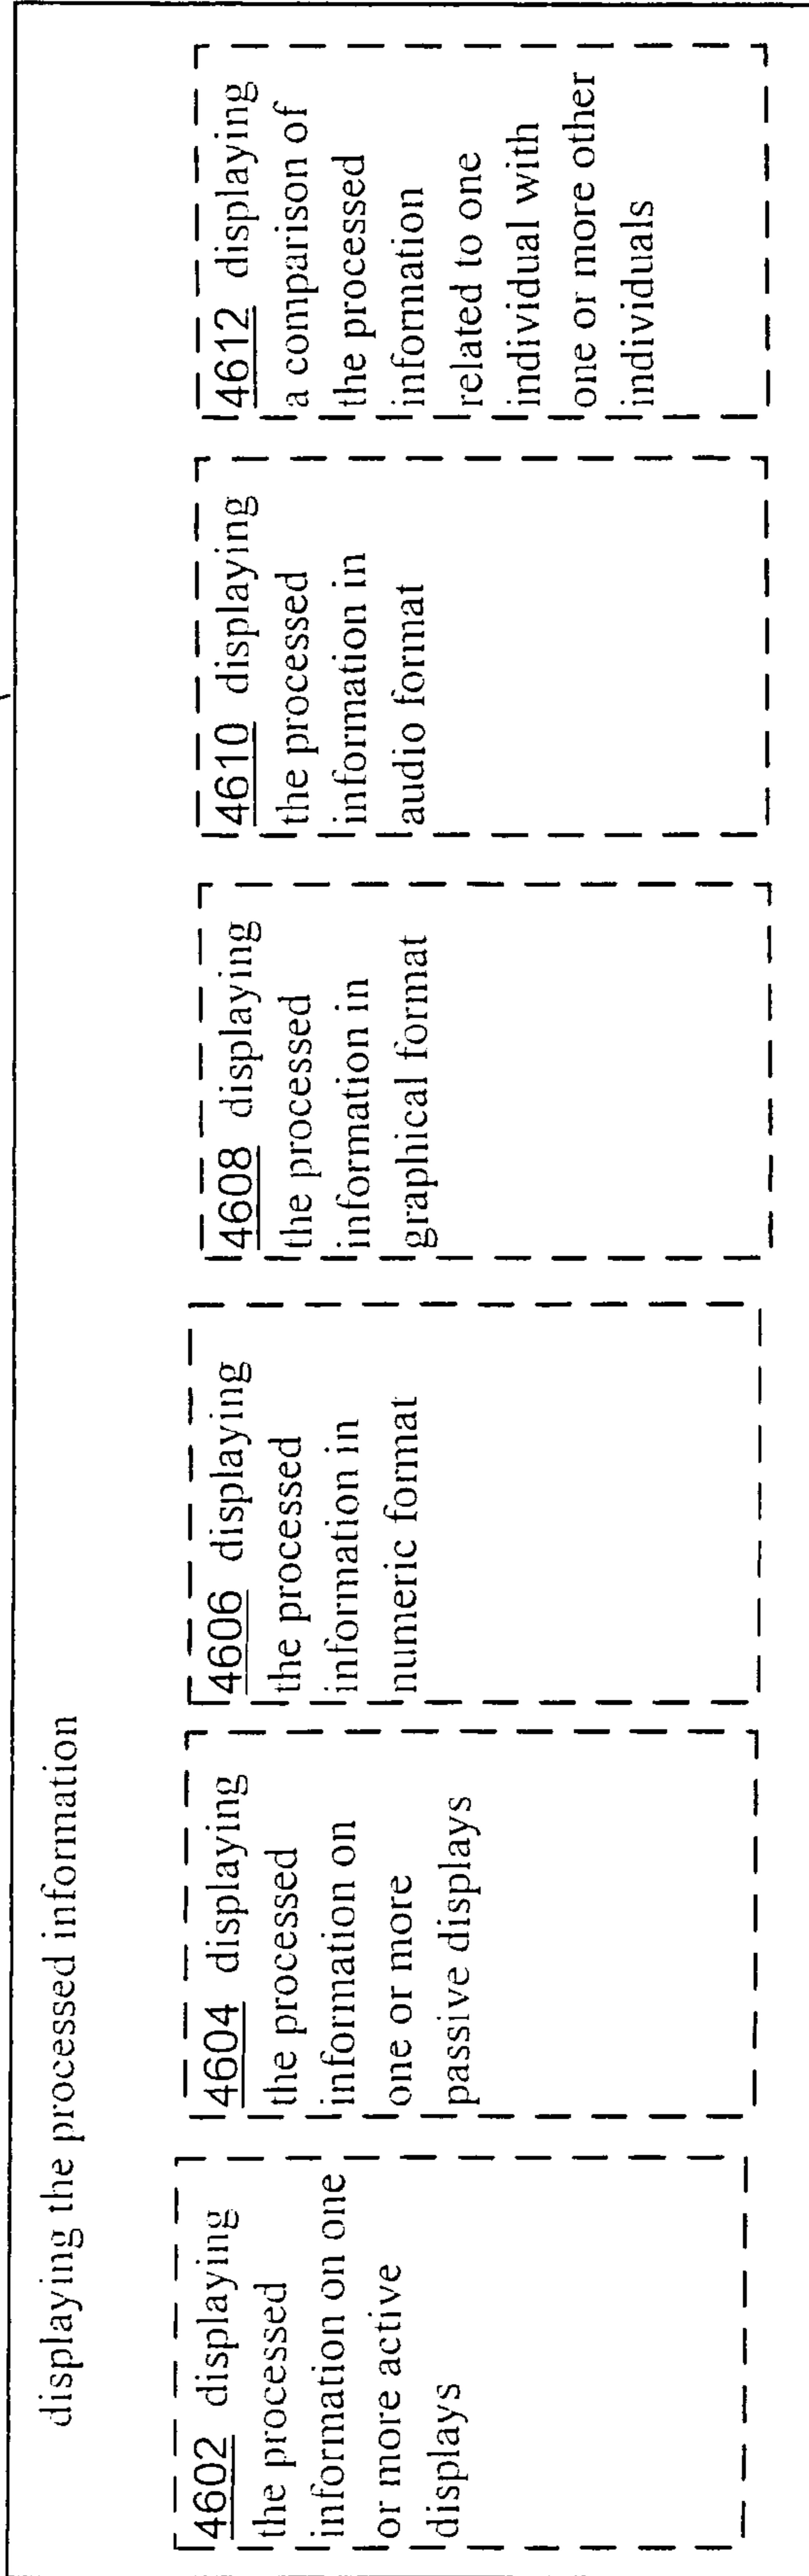 displaying the processed information
4602 displaying
the processed
information on one
or more active
displays
4604 displaying
the processed
information on
one or more
passive displays
4606 displaying
the processed
information in
numeric format
4608 displaying
the processed
information in
graphical format
4610 displaying
the processed
information in
audio format
4612 displaying
a comparison of
the processed
information
related to one
individual with
one or more other
individuals